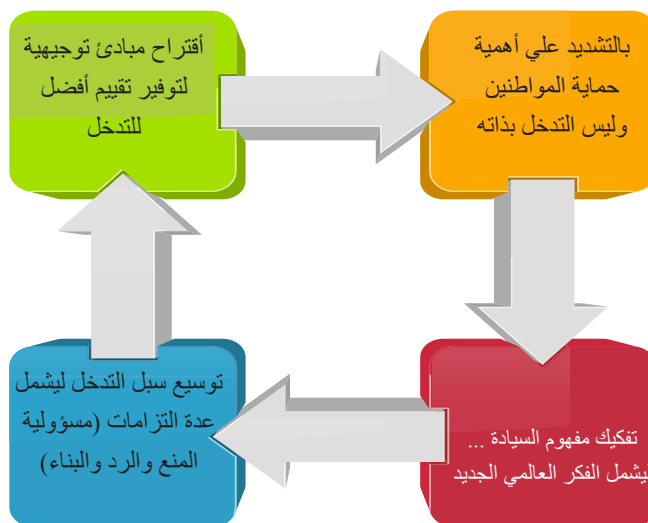 بالتشديد علي أهمية
حماية المواطنين
وليس التدخل بذاته
تفكيك مفهوم السيادة ...
ليشمل الفكر العالمي الجديد
توسيع سبل التدخل ليشمل
عدة التزامات (مسؤولية
المنع والرد والبناء)
أقتراح مبادئ توجيهية
لتوفير تقييم أفضل
للتدخل